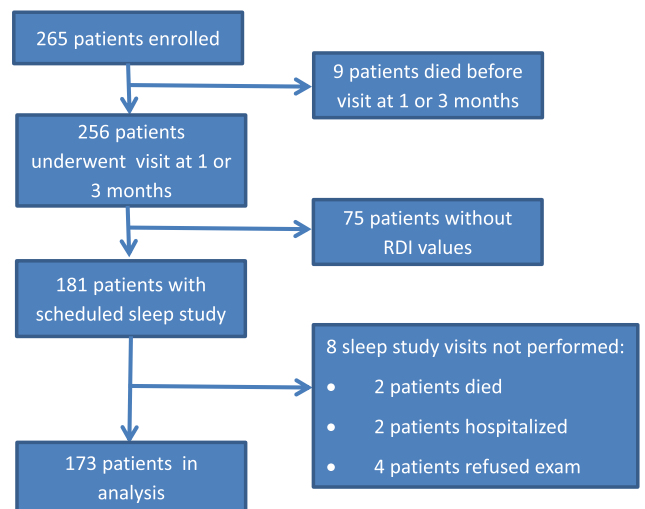 265 patients enrolled
9 patients died before
visit at 1 or 3 months
256 patients
underwent visit at 1 or
3 months
75 patients without
RDI values
181 patients with
scheduled sleep study
8 sleep study visits not performed:
• 2 patients died
• 2 patients hospitalized
• 4 patients refused exam
173 patients in
analysis